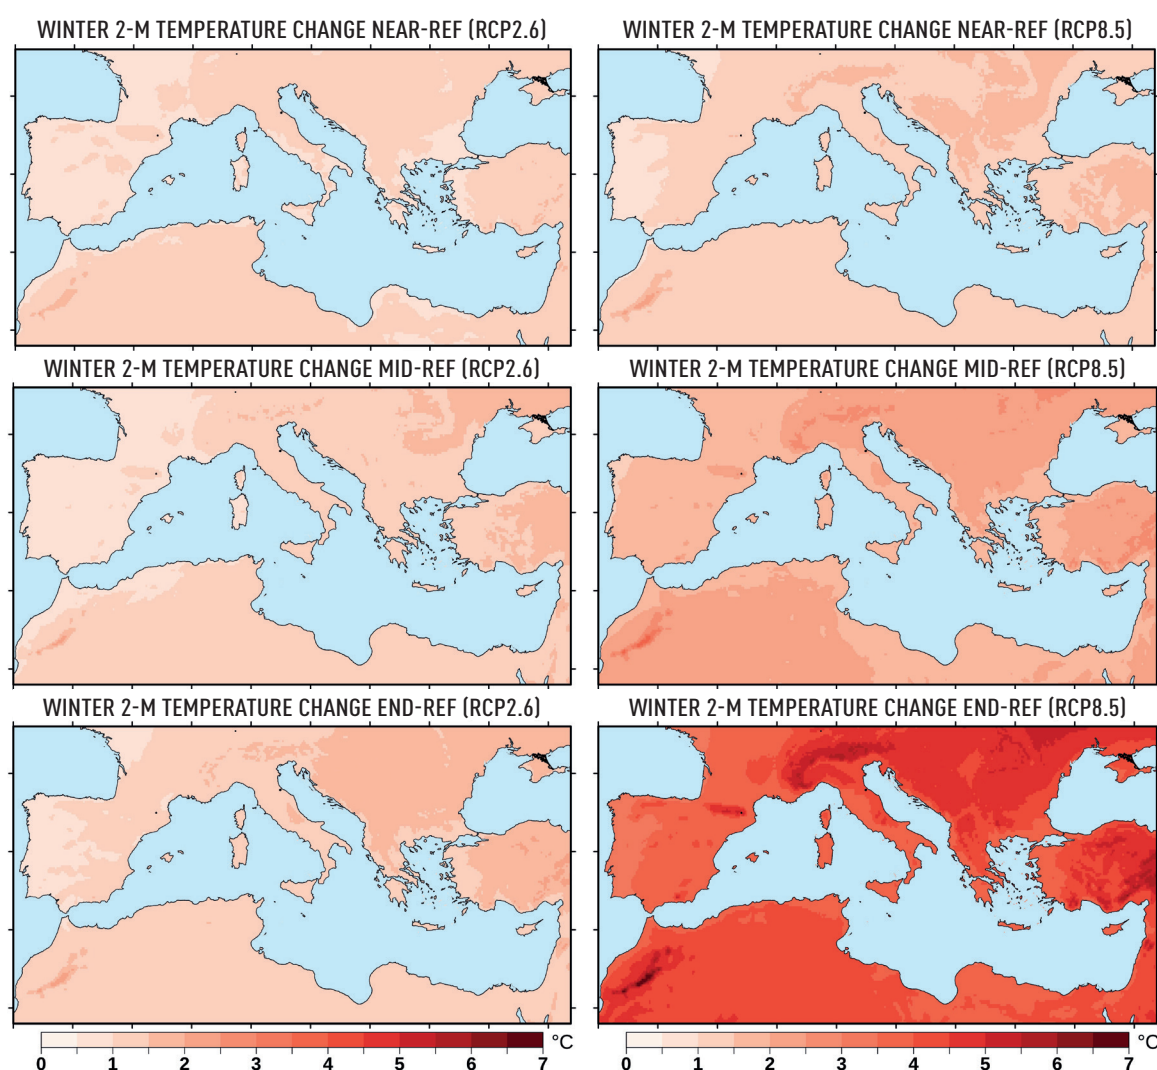 WINTER 2-M TEMPERATURE CHANGE NEAR-REF (RCP2.6)
WINTER 2-M TEMPERATURE CHANGE NEAR-REF (RCP8.5)
WINTER 2-M TEMPERATURE CHANGE MID-REF (RCP2.6)
WINTER 2-M TEMPERATURE CHANGE MID-REF (RCP8.5)
WINTER 2-M TEMPERATURE CHANGE END-REF (RCP2.6)
WINTER 2-M TEMPERATURE CHANGE END-REF (RCP8.5)
0 1 2 3 4 5 6 7 °C
0 1 2 3 4 5 6 7 °C